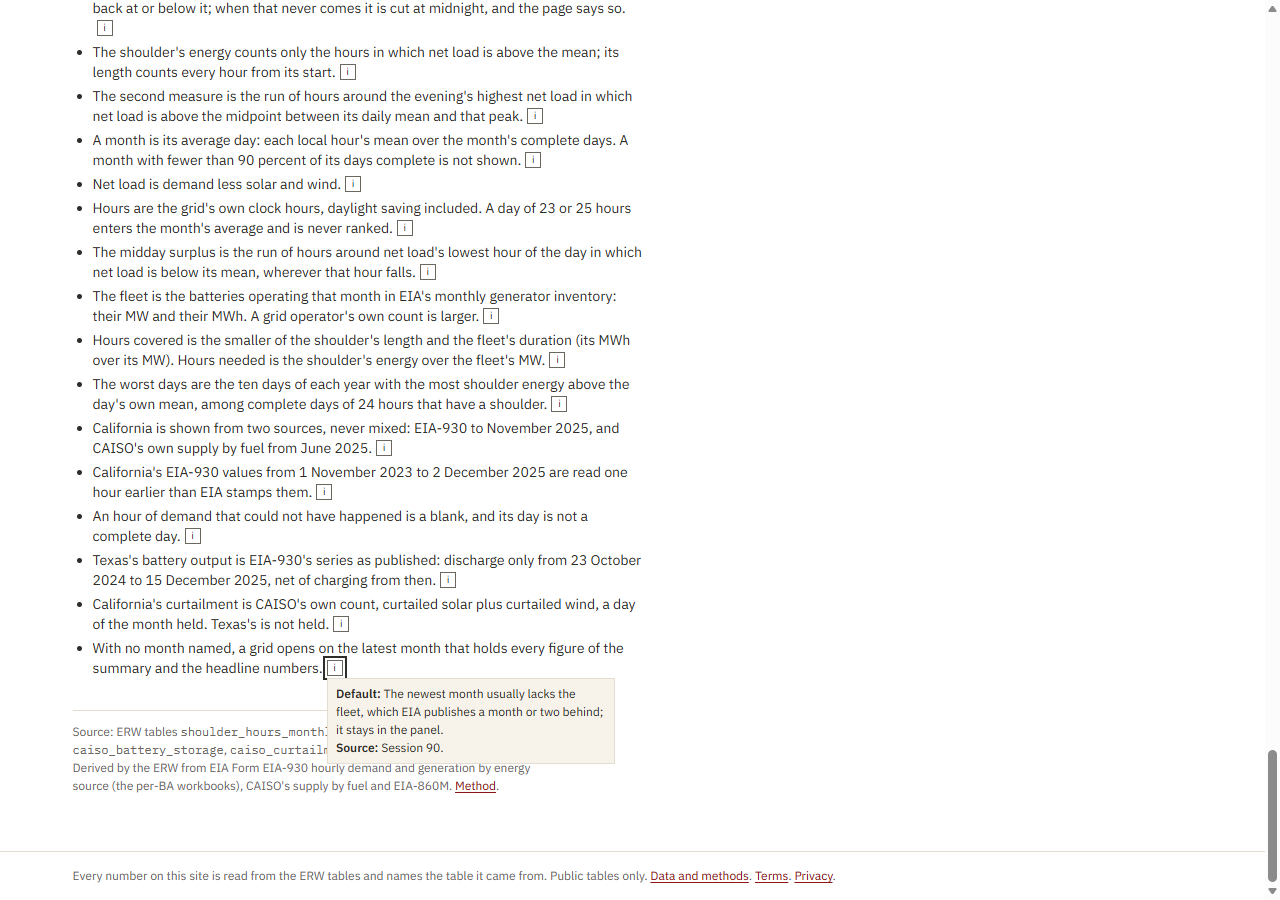 back at or below it; when that never comes it is cut at midnight, and the page says so.
i
The shoulder's energy counts only the hours in which net load is above the mean; its
length counts every hour from its start. i
The second measure is the run of hours around the evening's highest net load in which
net load is above the midpoint between its daily mean and that peak. i
A month is its average day: each local hour's mean over the month's complete days. A
month with fewer than 90 percent of its days complete is not shown. i
Net load is demand less solar and wind. i
Hours are the grid's own clock hours, daylight saving included. A day of 23 or 25 hours
enters the month's average and is never ranked. i
The midday surplus is the run of hours around net load's lowest hour of the day in which
net load is below its mean, wherever that hour falls. i
The fleet is the batteries operating that month in EIA's monthly generator inventory:
their MW and their MWh. A grid operator's own count is larger. i
Hours covered is the smaller of the shoulder's length and the fleet's duration (its MWh
over its MW). Hours needed is the shoulder's energy over the fleet's MW. i
The worst days are the ten days of each year with the most shoulder energy above the
day's own mean, among complete days of 24 hours that have a shoulder. i
California is shown from two sources, never mixed: EIA-930 to November 2025, and
CAISO's own supply by fuel from June 2025. i
California's EIA-930 values from 1 November 2023 to 2 December 2025 are read one
hour earlier than EIA stamps them. i
An hour of demand that could not have happened is a blank, and its day is not a
complete day. i
Texas's battery output is EIA-930's series as published: discharge only from 23 October
2024 to 15 December 2025, net of charging from then. i
California's curtailment is CAISO's own count, curtailed solar plus curtailed wind, a day
of the month held. Texas's is not held. i
With no month named, a grid opens on the latest month that holds every figure of the
summary and the headline numbers. i
Default: The newest month usually lacks the
fleet, which EIA publishes a month or two behind;
it stays in the panel.
Source: Session 90.
Source: ERW tables shoulder_hours_monthl
caiso_battery_storage, caiso_curtailm
Derived by the ERW from EIA Form EIA-930 hourly demand and generation by energy
source (the per-BA workbooks), CAISO's supply by fuel and EIA-860M. Method.
Every number on this site is read from the ERW tables and names the table it came from. Public tables only. Data and methods. Terms. Privacy.